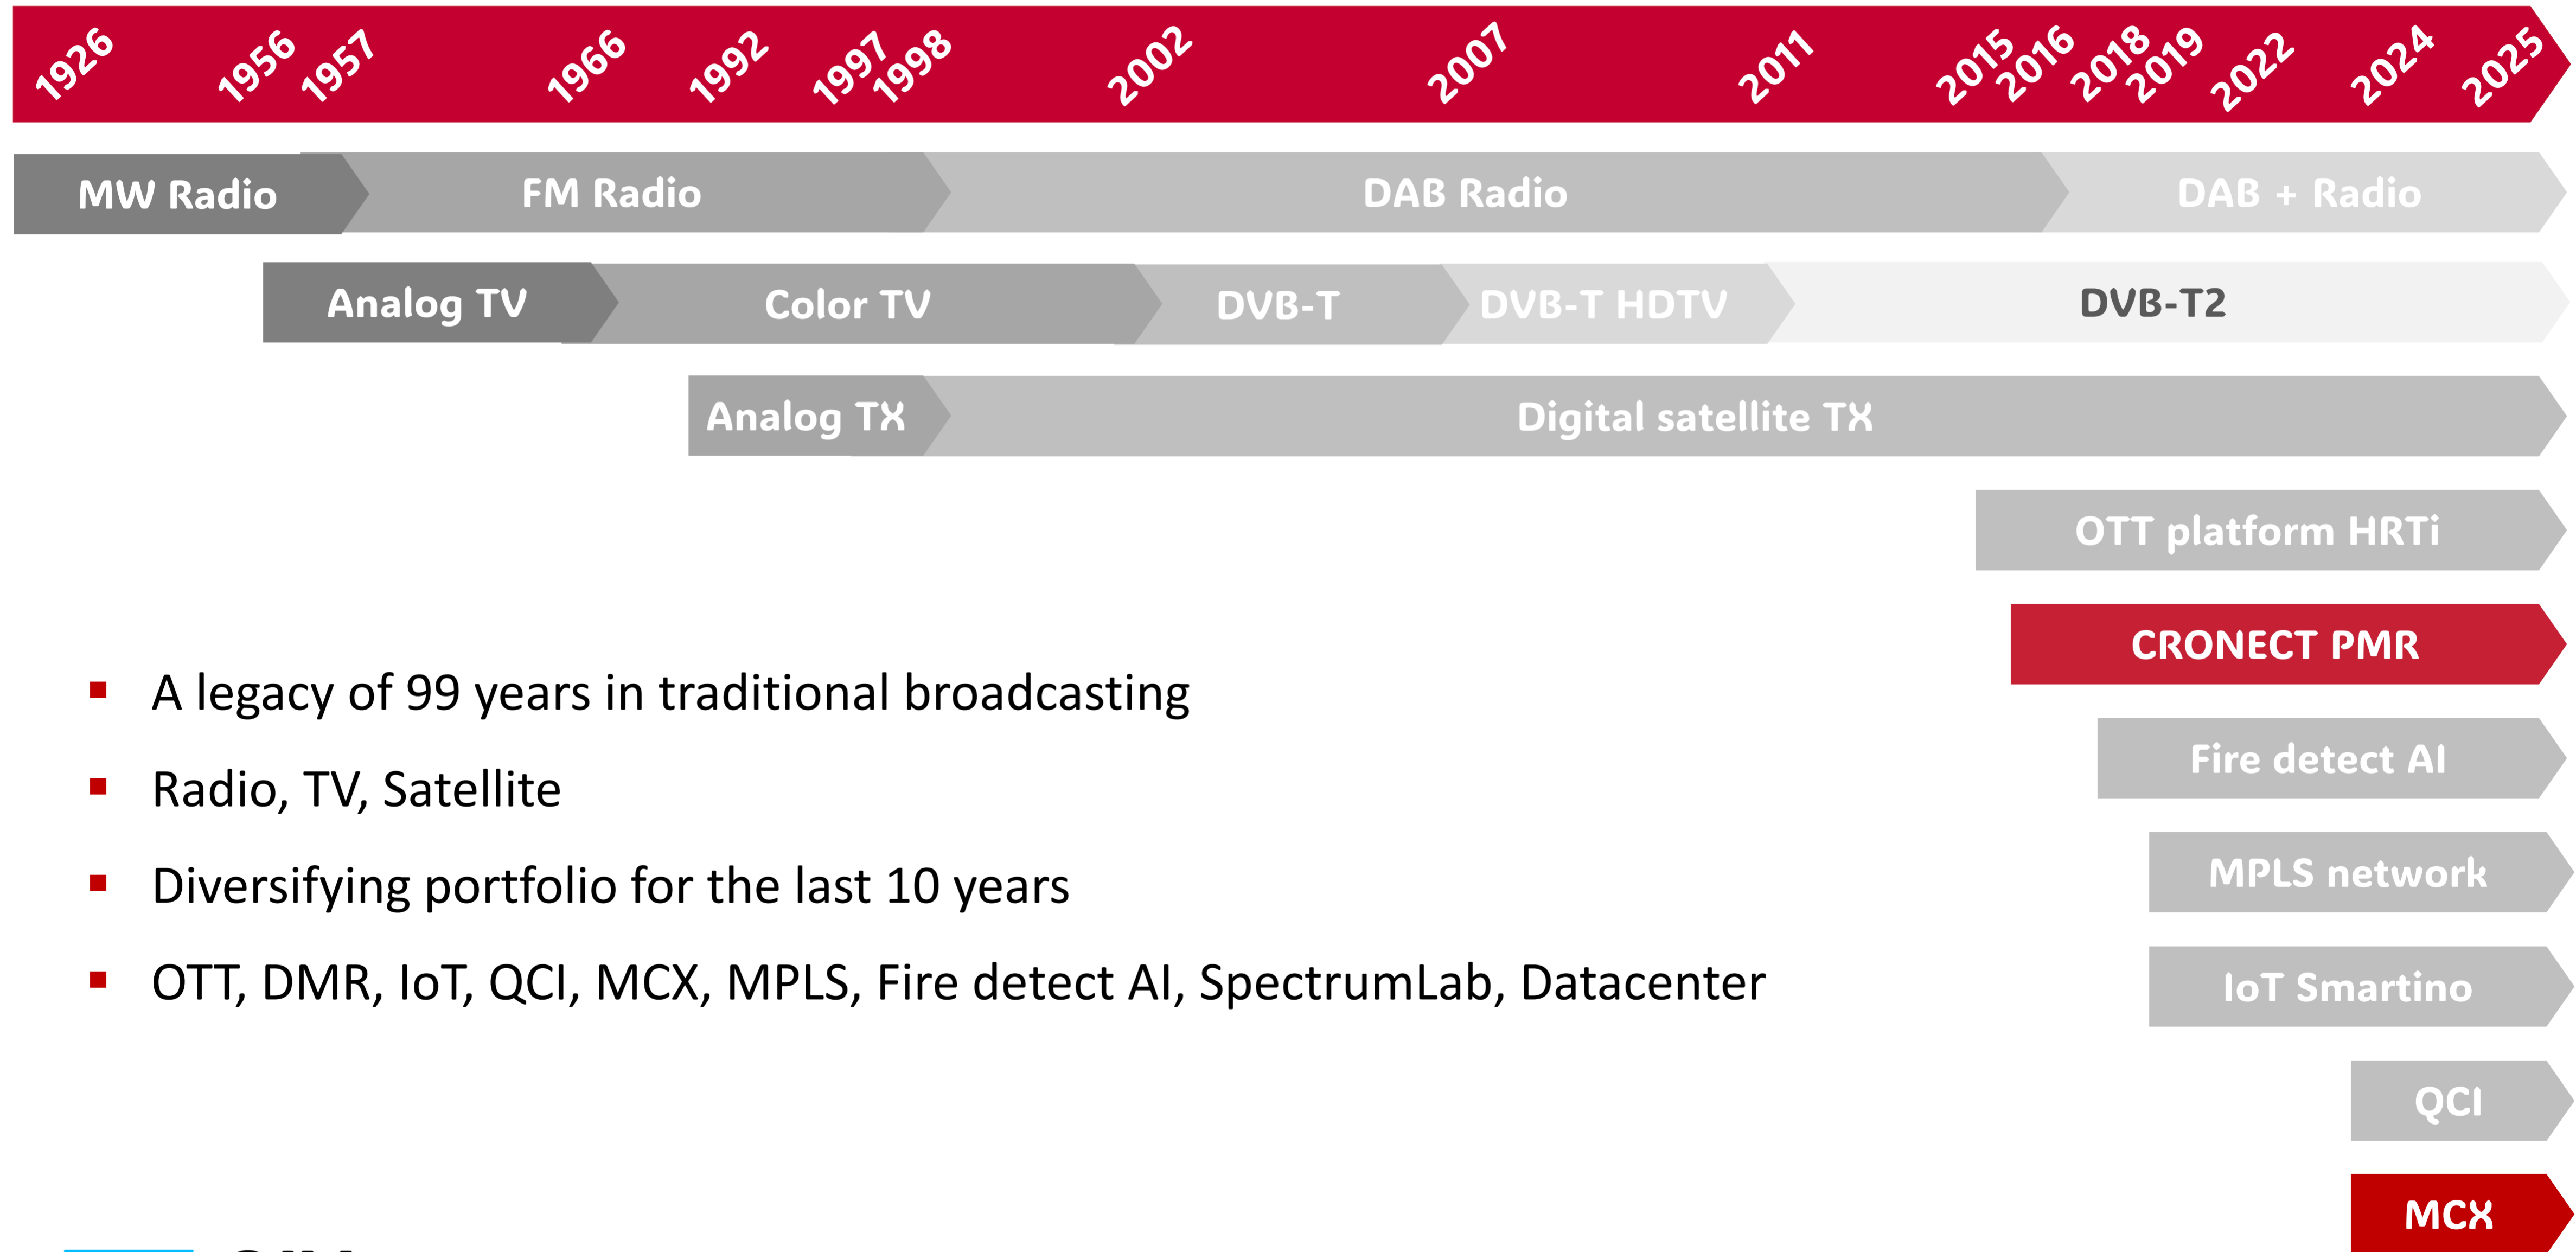 1926 1956 1957 1966 1992 1997 1998 2002 2007 2011 2015 2016 2018 2019 2022 2024 2025
MW Radio FM Radio DAB Radio DAB + Radio
Analog TV Color TV DVB-T DVB-T HDTV DVB-T2
Analog TX Digital satellite TX
OTT platform HRTi
CRONECT PMR
Fire detect AI
MPLS network
IoT Smartino
QCI
MCX
▪ A legacy of 99 years in traditional broadcasting
▪ Radio, TV, Satellite
▪ Diversifying portfolio for the last 10 years
▪ OTT, DMR, IoT, QCI, MCX, MPLS, Fire detect AI, SpectrumLab, Datacenter